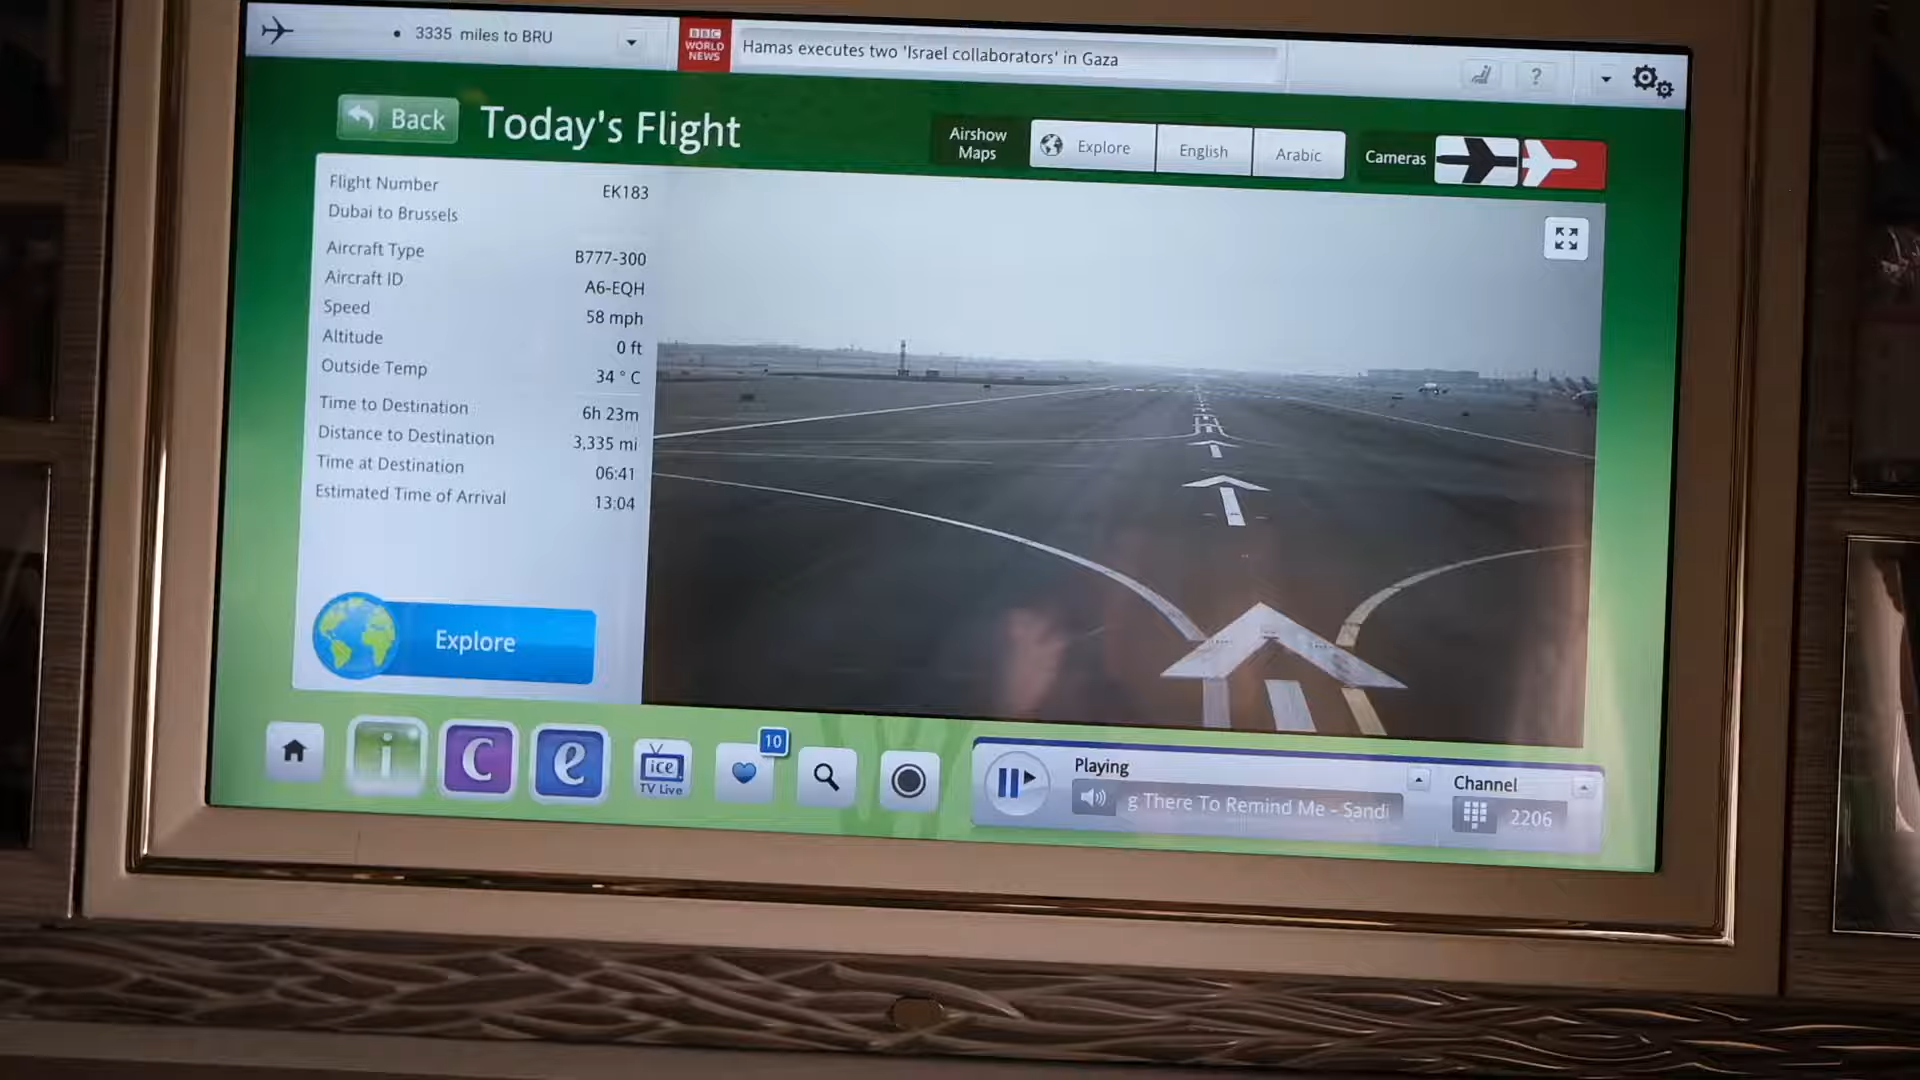 3335 miles to BRU
BBC
WORLD
NEWS
Hamas executes two 'Israel collaborators' in Gaza
?
Back
Today's Flight
Airshow
Maps
Explore
English
Arabic
Cameras
Flight Number EK183
Dubai to Brussels
Aircraft Type B777-300
Aircraft ID A6-EQH
Speed 58 mph
Altitude 0 ft
Outside Temp 34 ° C
Time to Destination 6h 23m
Distance to Destination 3,335 mi
Time at Destination 06:41
Estimated Time of Arrival 13:04
Explore
i
C
e
ice
TV Live
10
Playing
g There To Remind Me - Sandi
Channel
2206